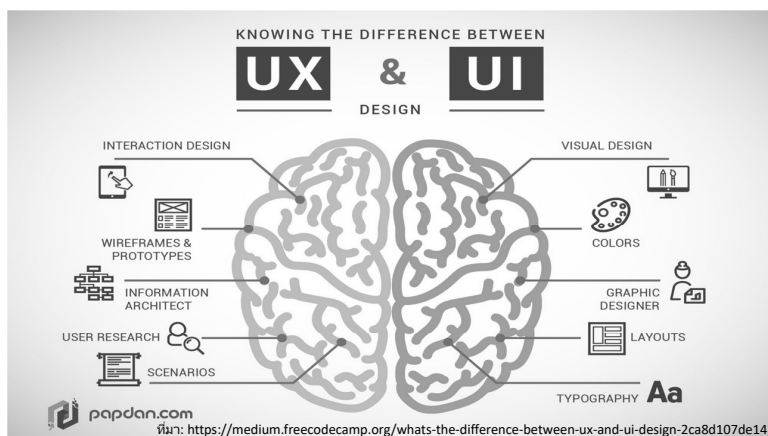 KNOWING THE DIFFERENCE BETWEEN
UX & UI
DESIGN
INTERACTION DESIGN
WIREFRAMES &
PROTOTYPES
INFORMATION
ARCHITECT
USER RESEARCH
SCENARIOS
VISUAL DESIGN
COLORS
GRAPHIC
DESIGNER
LAYOUTS
TYPOGRAPHY Aa
papdan.com
ที่มา: https://medium.freecodecamp.org/whats-the-difference-between-ux-and-ui-design-2ca8d107de14